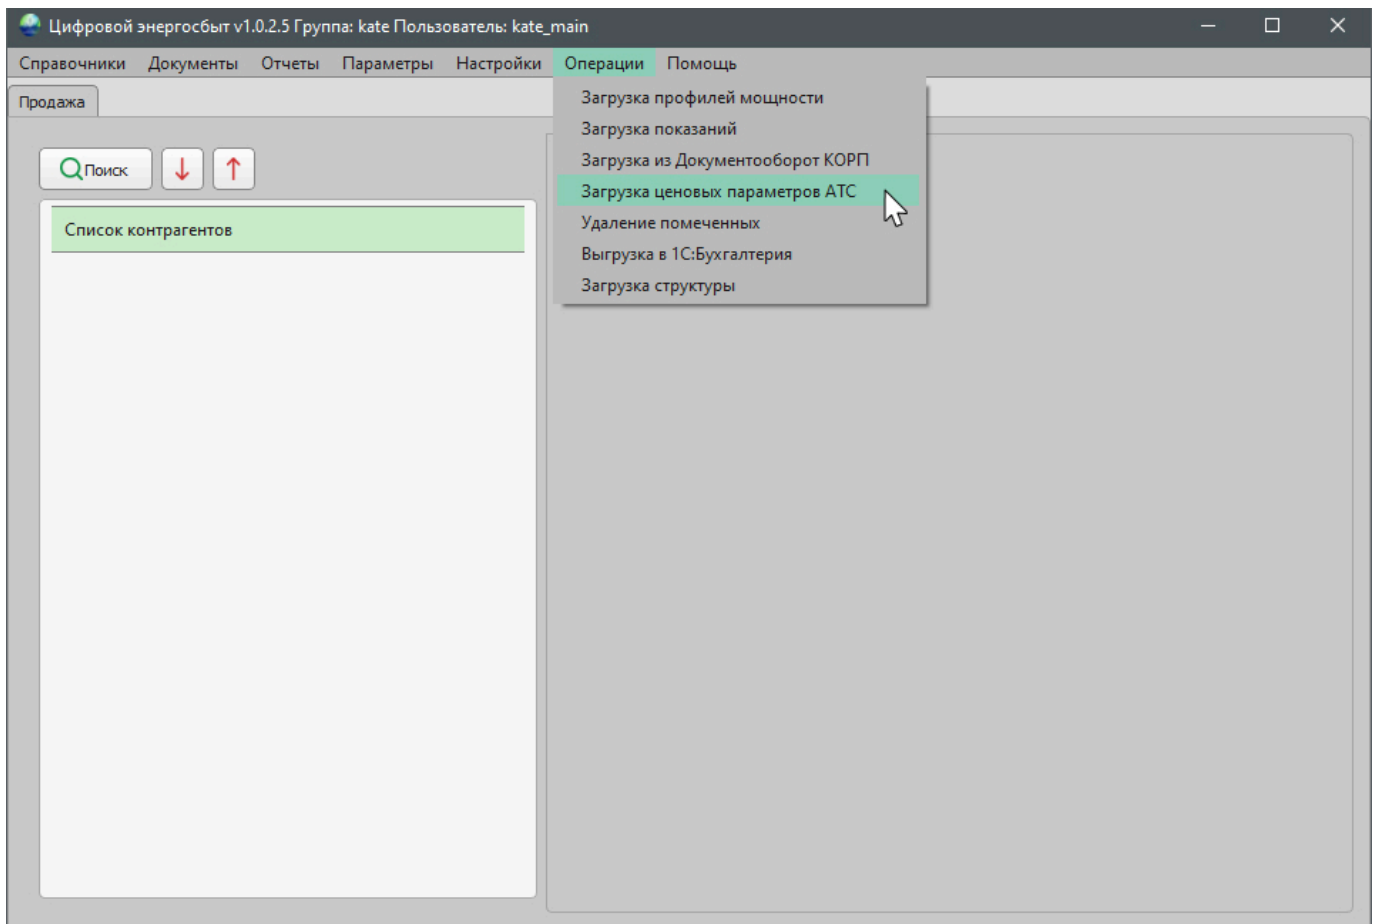 Цифровой энергосбыт v1.0.2.5 Группа: kate Пользователь: kate_main
Справочники Документы Отчеты Параметры Настройки Операции Помощь
Продажа
Загрузка профилей мощности
Загрузка показаний
Загрузка из Документооборот КОРП
Загрузка ценовых параметров АТС
Удаление помеченных
Выгрузка в 1С:Бухгалтерия
Загрузка структуры
Поиск
Список контрагентов